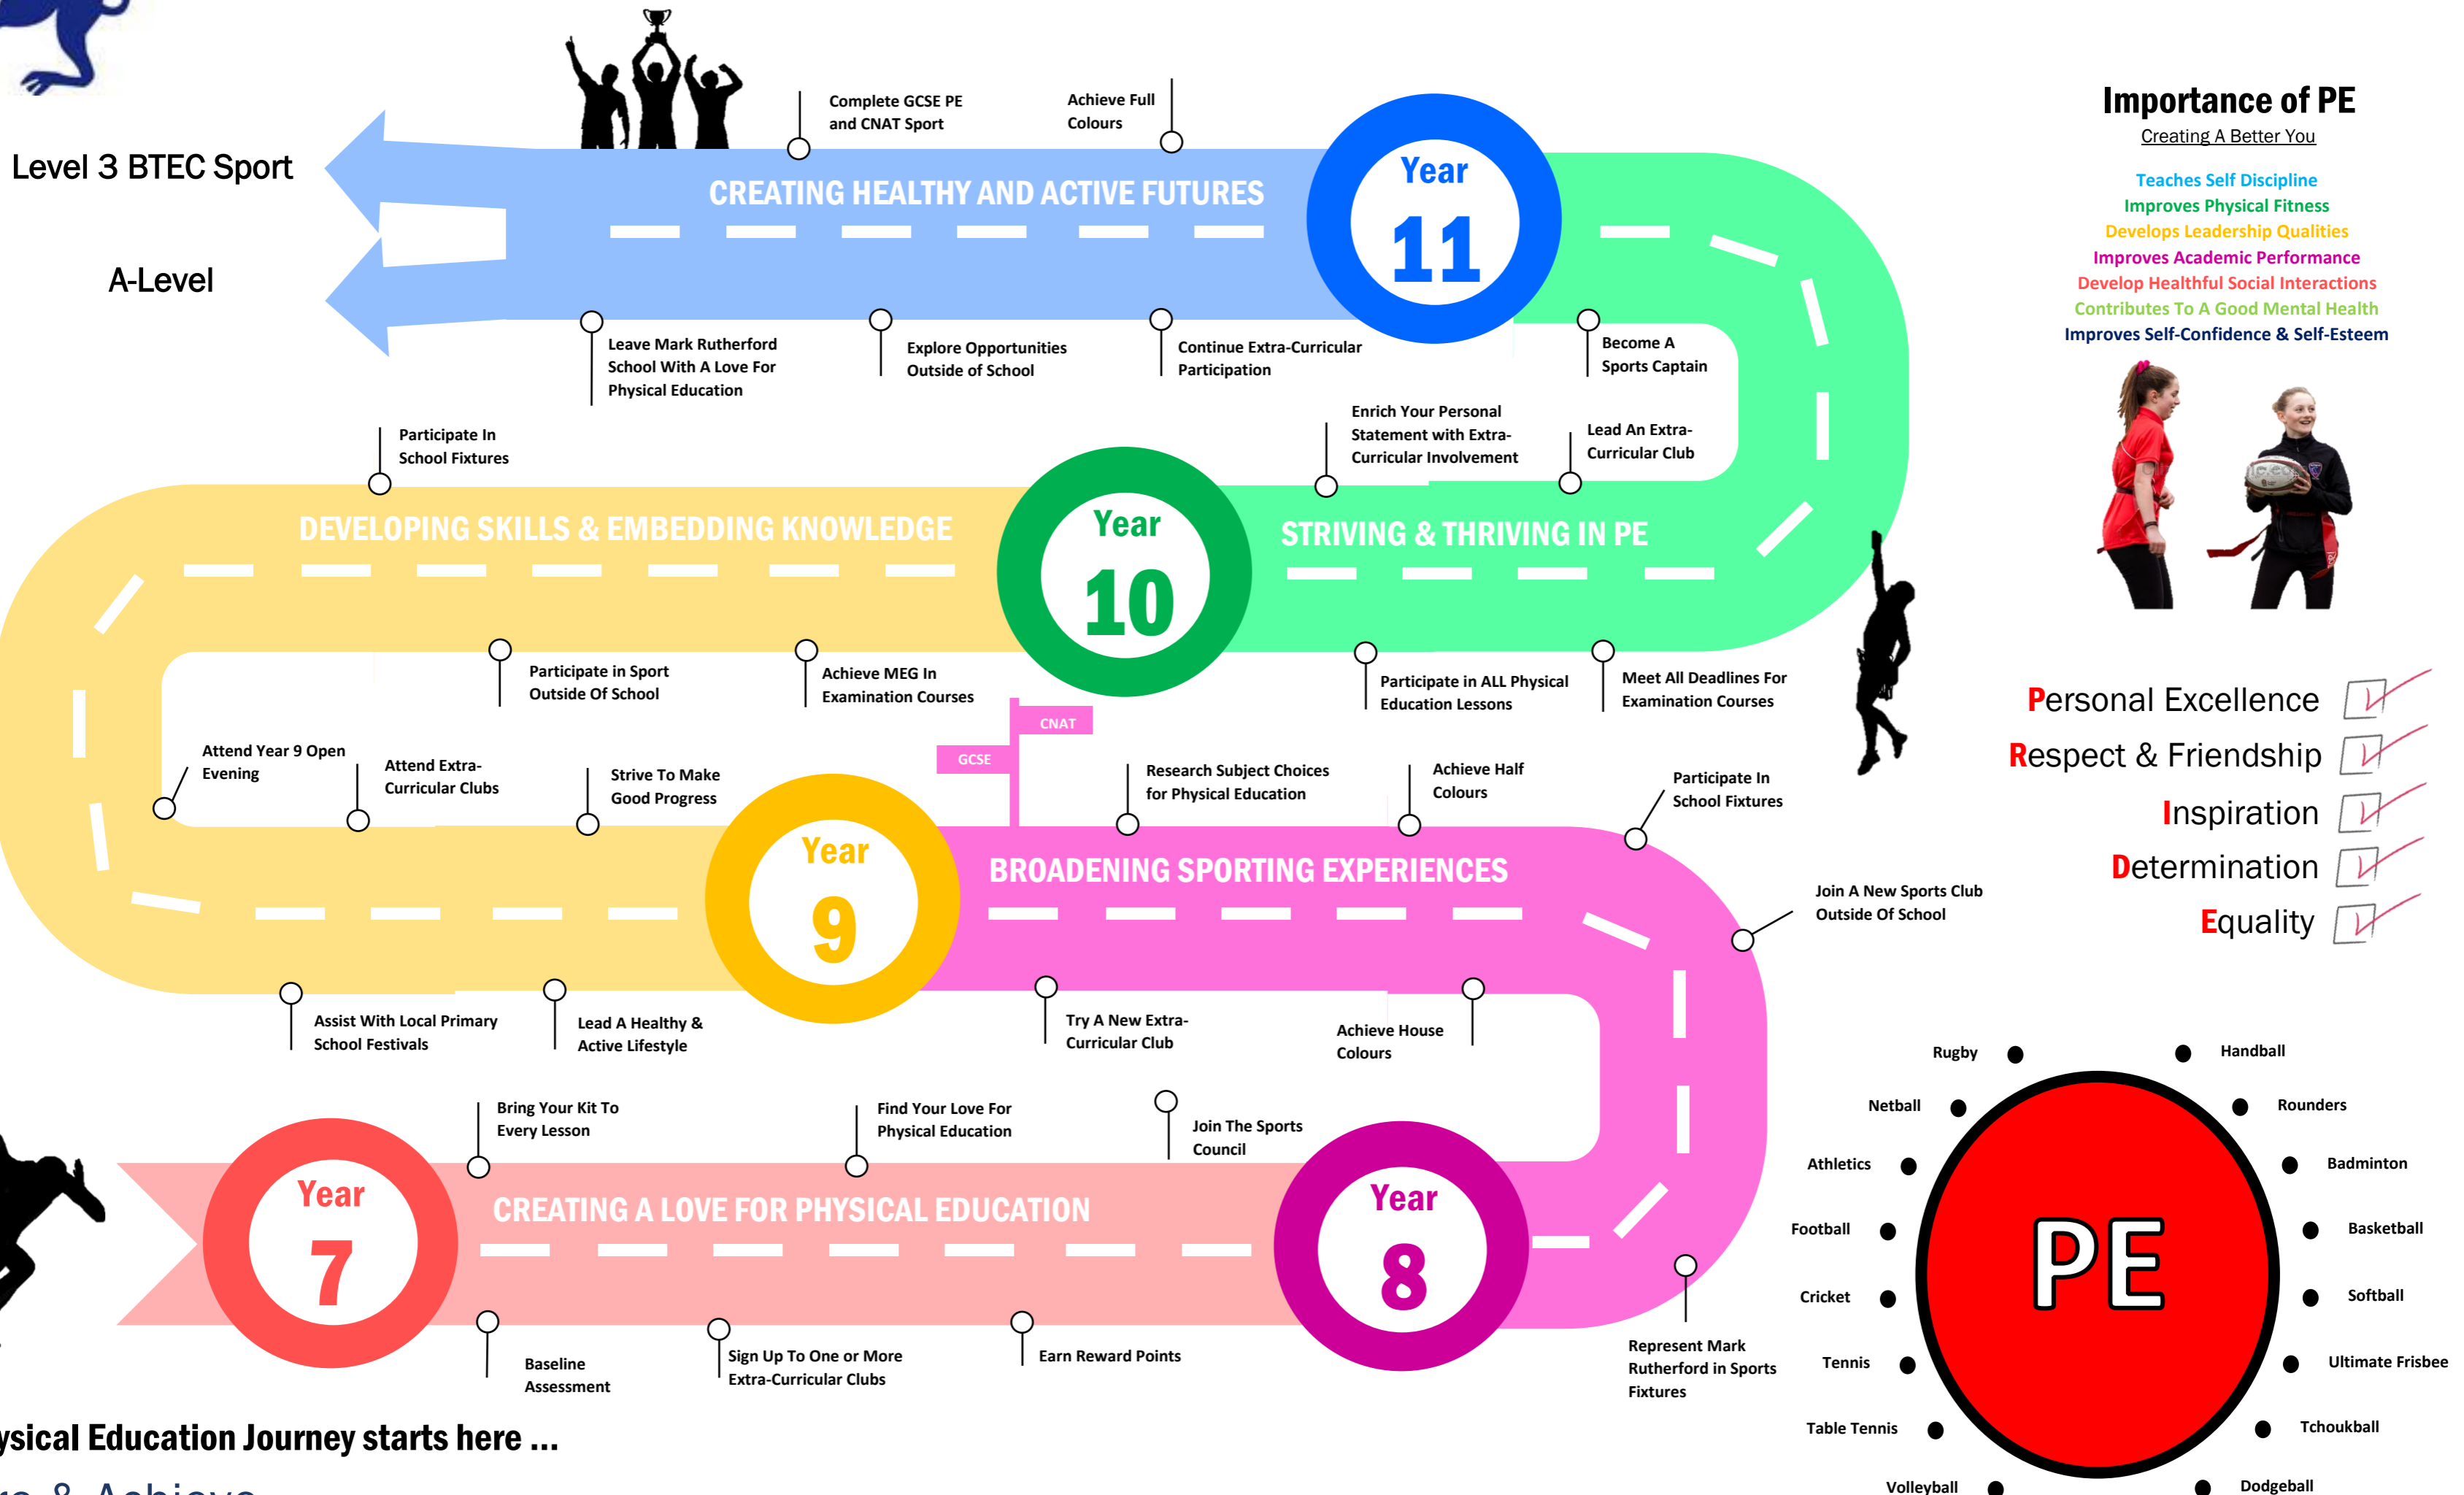 Level 3 BTEC Sport
A-Level
Complete GCSE PE
and CNAT Sport
Achieve Full
Colours
CREATING HEALTHY AND ACTIVE FUTURES
Year
11
Leave Mark Rutherford
School With A Love For
Physical Education
Explore Opportunities
Outside of School
Continue Extra-Curricular
Participation
Become A
Sports Captain
Importance of PE
Creating A Better You
Teaches Self Discipline
Improves Physical Fitness
Develops Leadership Qualities
Improves Academic Performance
Develop Healthful Social Interactions
Contributes To A Good Mental Health
Improves Self-Confidence & Self-Esteem
Participate In
School Fixtures
Enrich Your Personal
Statement with Extra-
Curricular Involvement
Lead An Extra-
Curricular Club
DEVELOPING SKILLS & EMBEDDING KNOWLEDGE
Year
10
STRIVING & THRIVING IN PE
Participate in Sport
Outside Of School
Achieve MEG In
Examination Courses
Participate in ALL Physical
Education Lessons
Meet All Deadlines For
Examination Courses
Personal Excellence
Respect & Friendship
Inspiration
Determination
Equality
Attend Year 9 Open
Evening
Attend Extra-
Curricular Clubs
Strive To Make
Good Progress
CNAT
GCSE
Research Subject Choices
for Physical Education
Achieve Half
Colours
Participate In
School Fixtures
Join A New Sports Club
Outside Of School
Year
9
BROADENING SPORTING EXPERIENCES
Assist With Local Primary
School Festivals
Lead A Healthy &
Active Lifestyle
Try A New Extra-
Curricular Club
Achieve House
Colours
Bring Your Kit To
Every Lesson
Find Your Love For
Physical Education
Join The Sports
Council
Year
7
CREATING A LOVE FOR PHYSICAL EDUCATION
Year
8
Baseline
Assessment
Sign Up To One or More
Extra-Curricular Clubs
Earn Reward Points
Represent Mark
Rutherford in Sports
Fixtures
Rugby
Handball
Netball
Rounders
Athletics
Badminton
Football
Basketball
PE
Cricket
Softball
Tennis
Ultimate Frisbee
Table Tennis
Tchoukball
Volleyball
Dodgeball
ysical Education Journey starts here ...
& Achieve